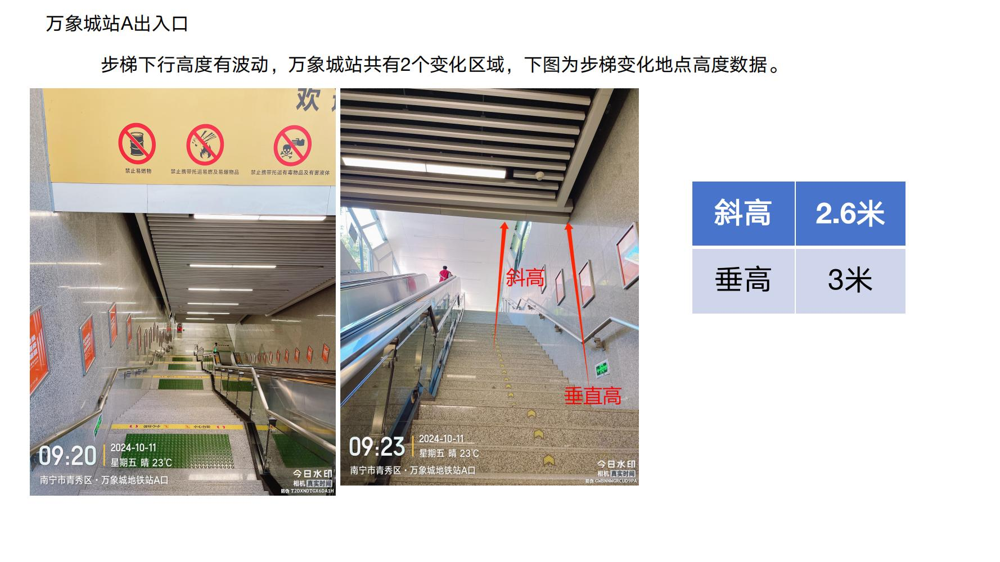 万象城站A出入口
步梯下行高度有波动，万象城站共有2个变化区域，下图为步梯变化地点高度数据。
欢
禁止易燃物
禁止携带托运易燃及易爆物品
禁止携带托运有毒物品及有害液体
小心台阶
小心台阶
09:20
2024-10-11
星期五 晴 23℃
南宁市青秀区·万象城地铁站A口
今日水印
相机 真实时间
防伪 T2DXNDTGX6DA1H
斜高
垂直高
09:23
2024-10-11
星期五 晴 23℃
南宁市青秀区·万象城地铁站A口
今日水印
相机 真实时间
防伪 GWBNNWGRCUD9PA
斜高 2.6米
垂高 3米